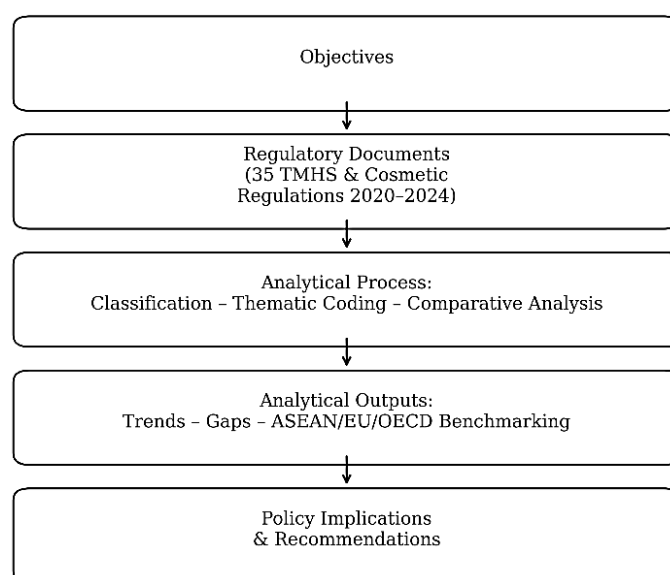 Objectives
Regulatory Documents
(35 TMHS & Cosmetic
Regulations 2020–2024)
Analytical Process:
Classification – Thematic Coding – Comparative Analysis
Analytical Outputs:
Trends – Gaps – ASEAN/EU/OECD Benchmarking
Policy Implications
& Recommendations